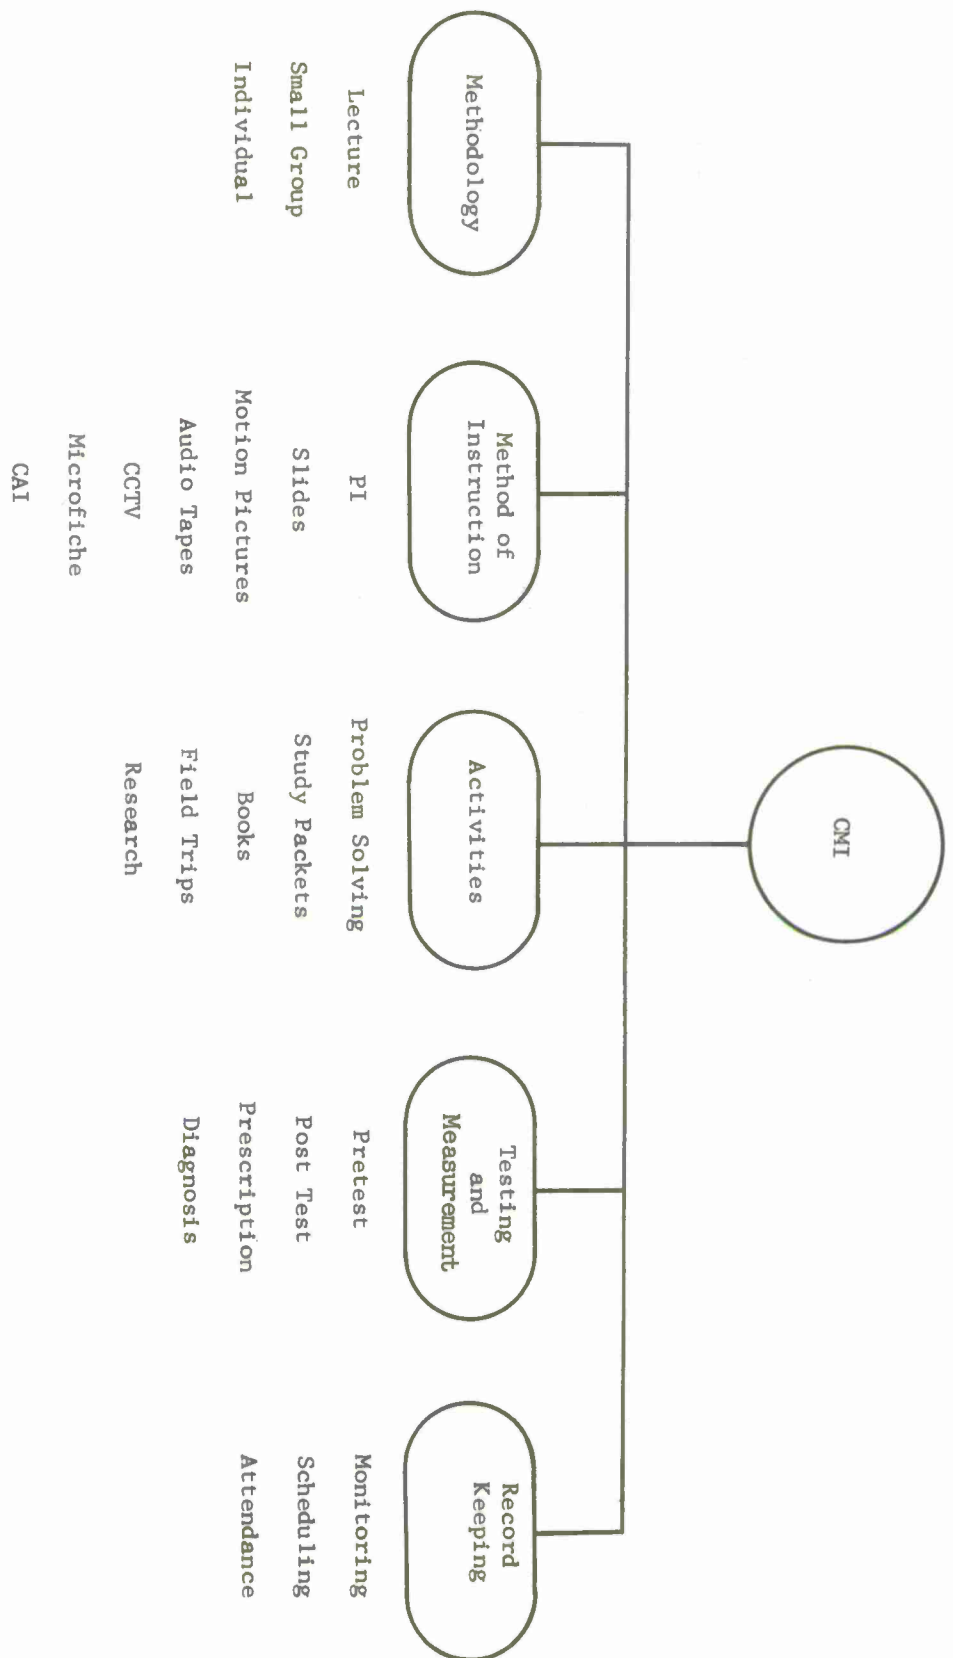 CMI
Methodology
Lecture
Small Group
Individual
Method of
Instruction
PI
Slides
Motion Pictures
Audio Tapes
CCTV
Microfiche
CAI
Activities
Problem Solving
Study Packets
Books
Field Trips
Research
Testing
and
Measurement
Pretest
Post Test
Prescription
Diagnosis
Record
Keeping
Monitoring
Scheduling
Attendance